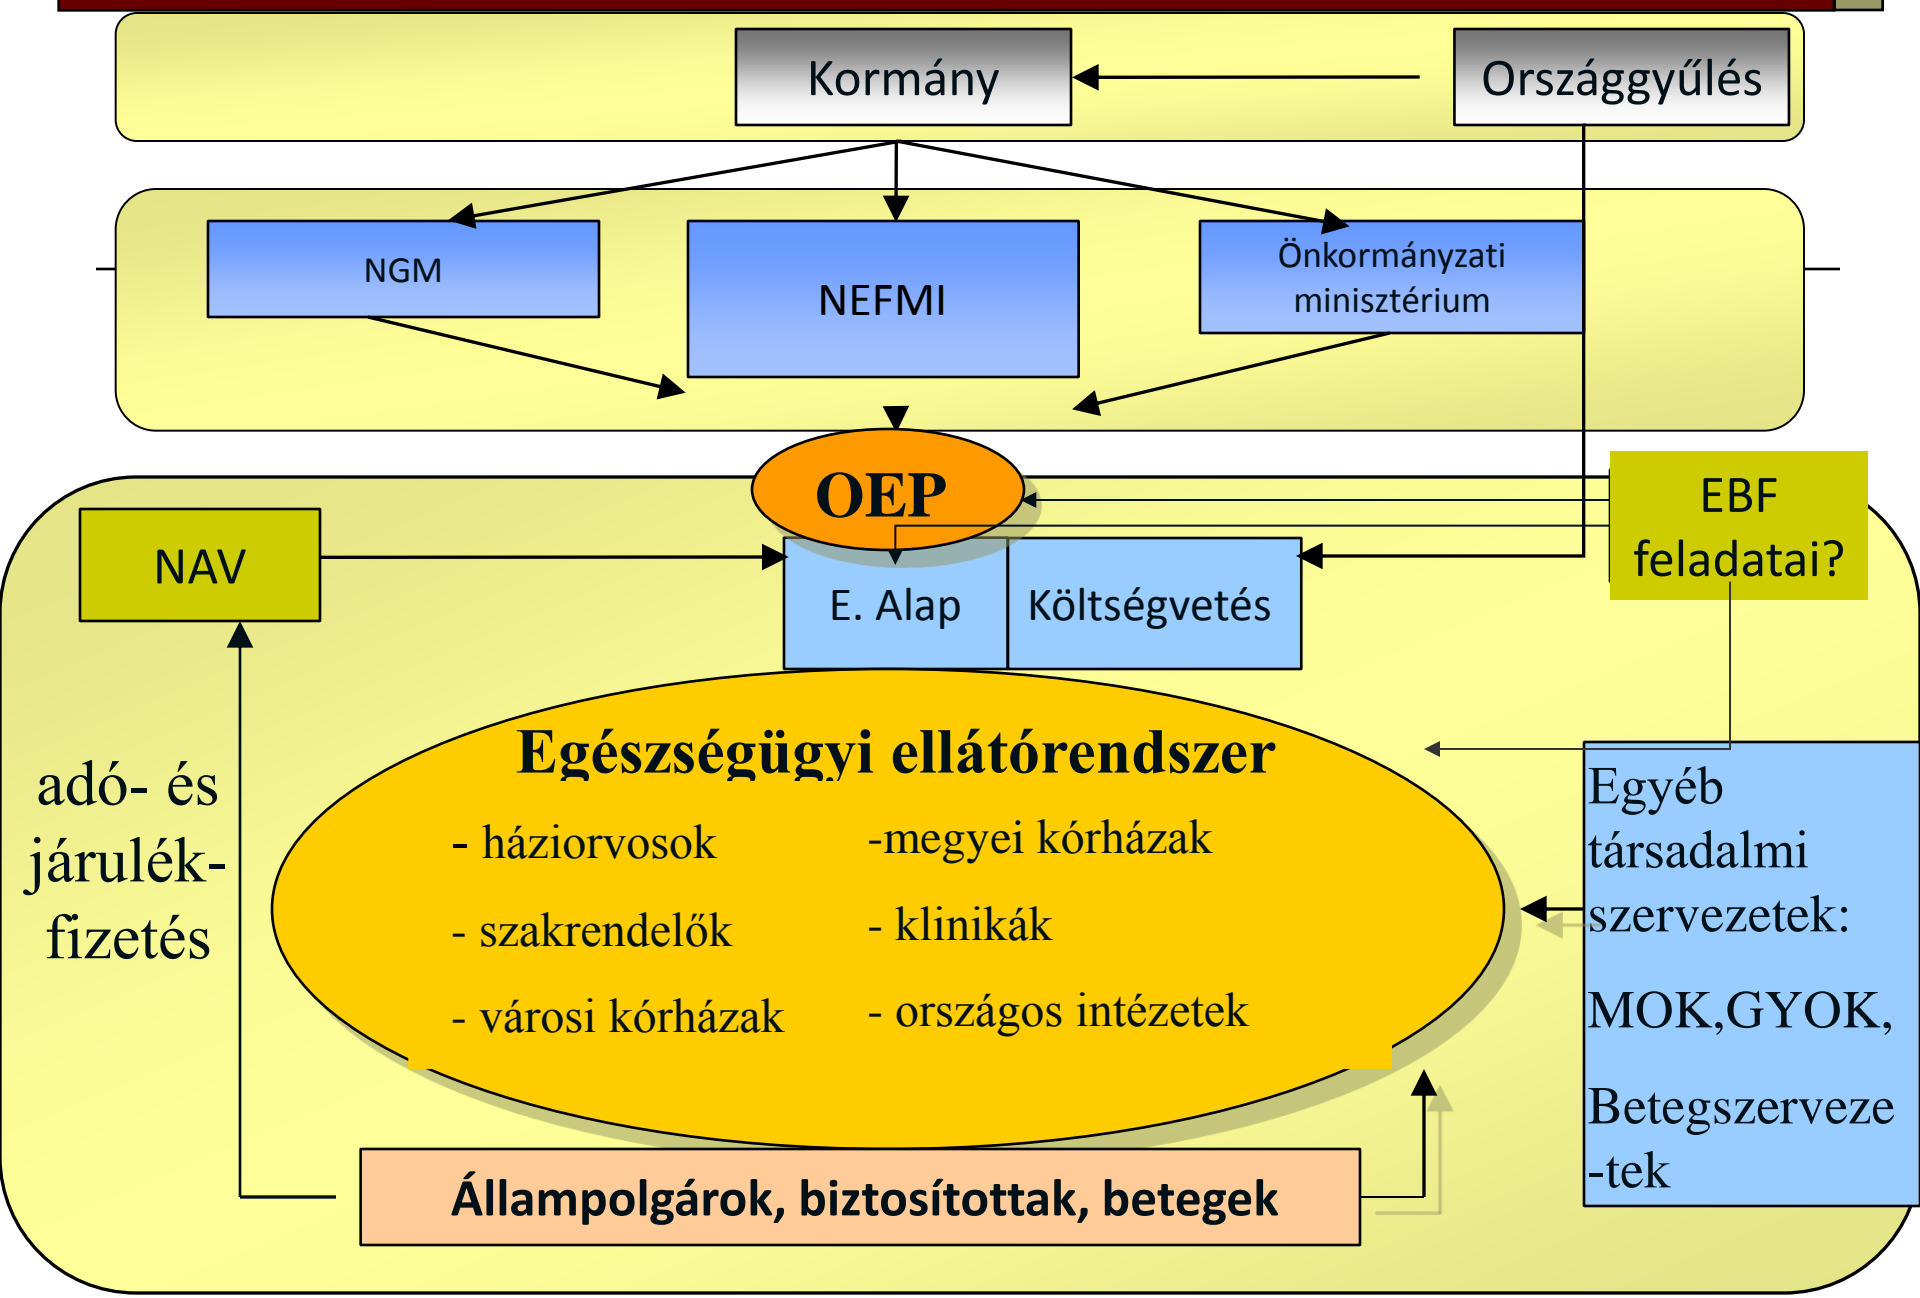 Kormány
Országgyűlés
NGM
NEFMI
Önkormányzati
minisztérium
OEP
EBF
feladatai?
NAV
E. Alap
Költségvetés
Egészségügyi ellátórendszer
- háziorvosok
-megyei kórházak
- szakrendelők
- klinikák
- városi kórházak
- országos intézetek
adó- és
járulék-
fizetés
Egyéb
társadalmi
szervezetek:
MOK,GYOK,
Betegszerveze
-tek
Állampolgárok, biztosítottak, betegek